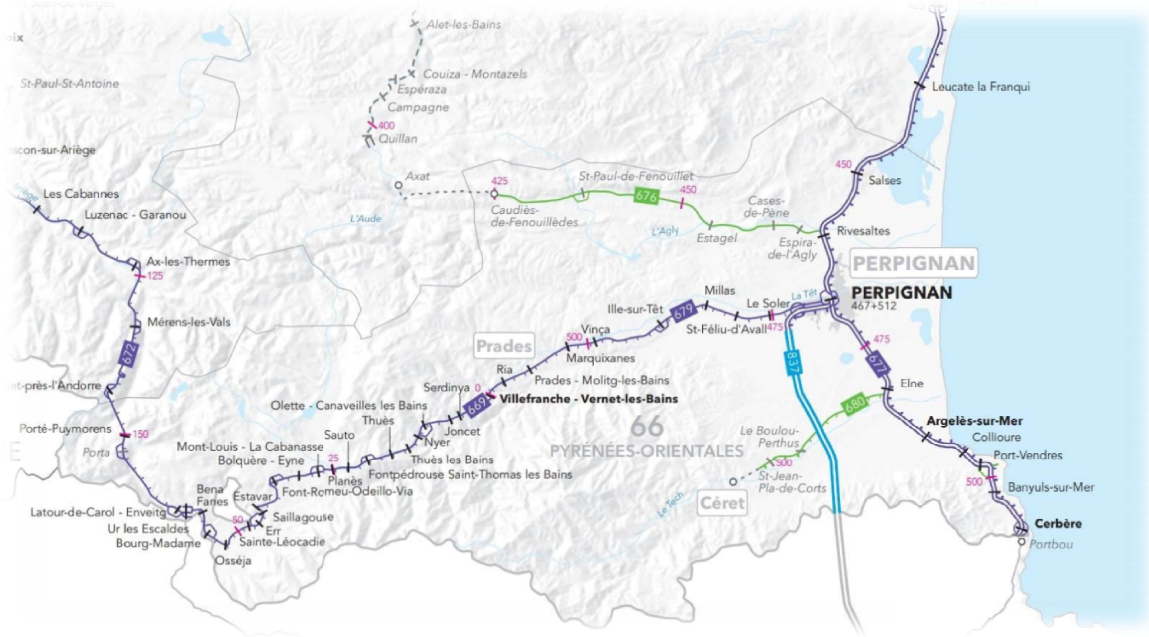 Alet-les-Bains
St-Paul-St-Antoine
Couiza - Montazels
Espéraza
Campagne
400
Quillan
Leucate la Franqui
Axat
425
St-Paul-de-Fenouillet
676
450
Caudiès-
de-Fenouillèdes
L'Aude
L'Agly
Estagel
Cases-
de-Pène
Espira-
de-l'Agly
450
Salses
Rivesaltes
Les Cabannes
Luzenac - Garanou
Ax-les-Thermes
125
Mérens-les-Vals
672
et-près-l'Andorre
Porté-Puymorens
150
Porta
PERPIGNAN
PERPIGNAN
467+512
La Têt
Millas
Le Soler
475
St-Féliu-d'Avall
679
Ille-sur-Têt
Vinça
500
Marquixanes
Prades
Ria
Prades - Molitg-les-Bains
Serdinya
0
669
Villefranche - Vernet-les-Bains
Olette - Canaveilles les Bains
Joncet
Thuès
Nyer
Sauto
Thuès les Bains
Mont-Louis - La Cabanasse
Bolquère - Eyne
25
Planès
Fontpédrouse Saint-Thomas les Bains
Font-Romeu-Odeillo-Via
Bena
Fanes
Estavar
Latour-de-Carol - Enveitg
Ur les Escaldes
Bourg-Madame
50
Saillagouse
Err
Sainte-Léocadie
Osséja
66
PYRÉNÉES-ORIENTALES
837
475
677
Elne
680
Le Boulou-
Perthus
500
St-Jean-
Pla-de-Corts
Céret
Le Tech
Argelès-sur-Mer
Collioure
Port-Vendres
500
Banyuls-sur-Mer
Cerbère
Portbou